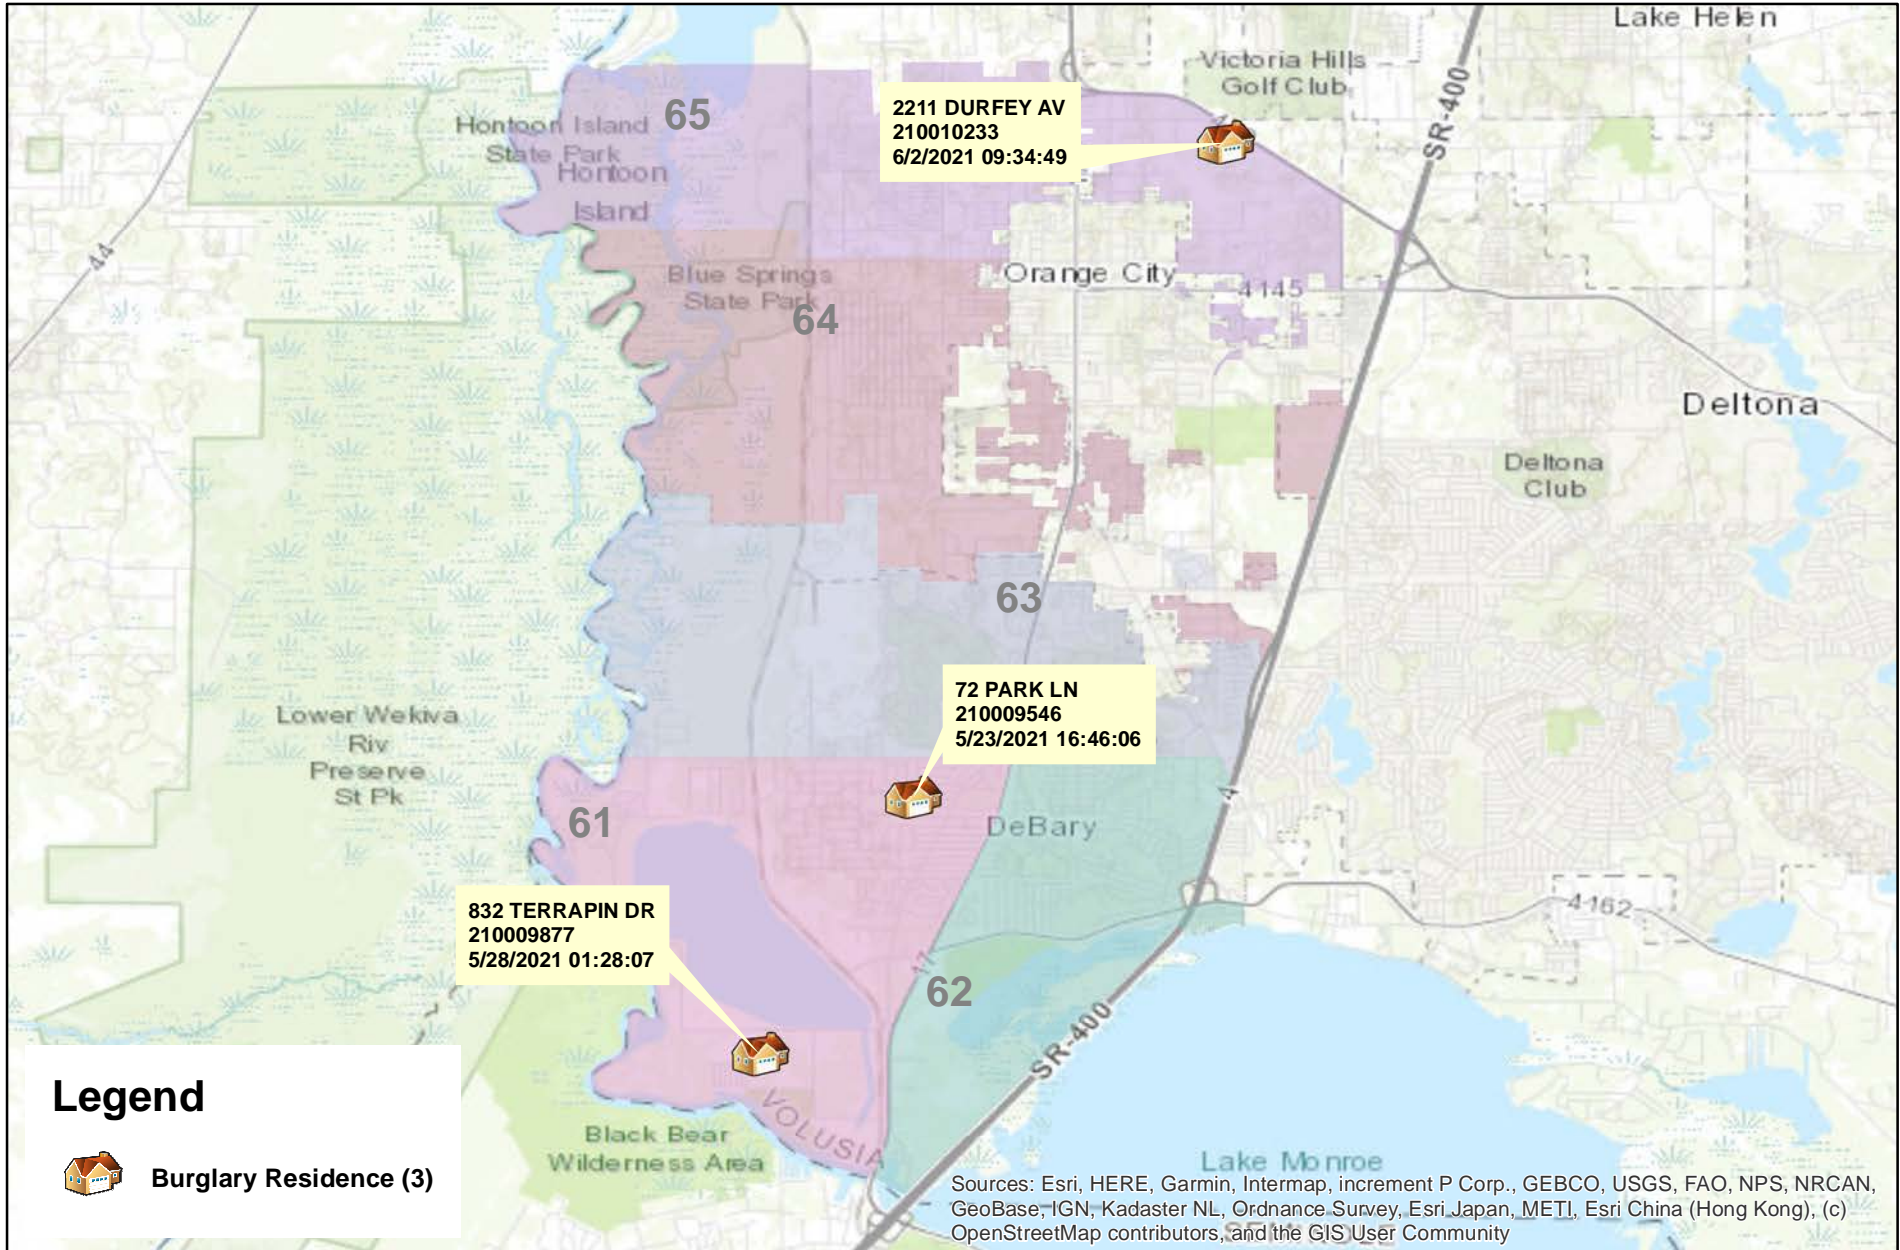 Lake Helen
Victoria Hills
Golf Club
SR-400
65
Hontoon Island
State Park
Hontoon
Island
2211 DURFEY AV
210010233
6/2/2021 09:34:49
44
Blue Springs
State Park
64
Orange City
4145
Deltona
Deltona
Club
63
72 PARK LN
210009546
5/23/2021 16:46:06
Lower Wekiva
Riv
Preserve
St Pk
61
DeBary
4
832 TERRAPIN DR
210009877
5/28/2021 01:28:07
4162
17
62
SR-400
VOLUSIA
Black Bear
Wilderness Area
Lake Monroe
SEMINOLE
Legend
Burglary Residence (3)
Sources: Esri, HERE, Garmin, Intermap, increment P Corp., GEBCO, USGS, FAO, NPS, NRCAN,
GeoBase, IGN, Kadaster NL, Ordnance Survey, Esri Japan, METI, Esri China (Hong Kong), (c)
OpenStreetMap contributors, and the GIS User Community